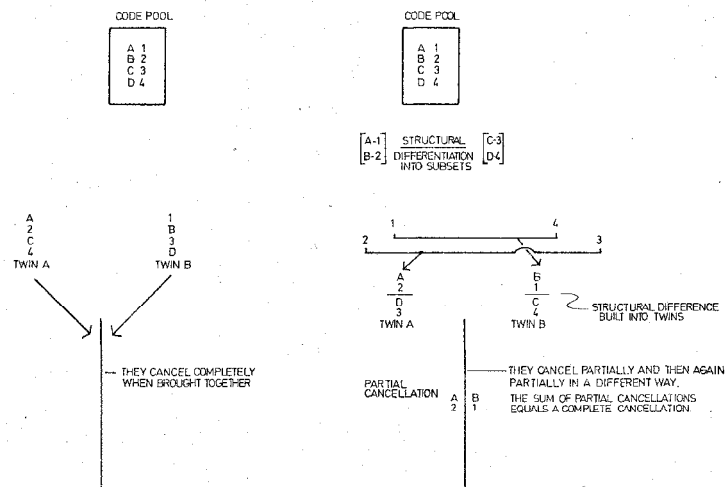 CODE POOL
A 1
B 2
C 3
D 4
A
2
C
4
TWIN A
1
B
3
D
TWIN B
THEY CANCEL COMPLETELY
WHEN BROUGHT TOGETHER
CODE POOL
A 1
B 2
C 3
D 4
A-1 STRUCTURAL C-3
B-2 DIFFERENTIATION D-4
INTO SUBSETS
1 4
2 3
A
2
D
3
TWIN A
B
1
C
4
TWIN B
STRUCTURAL DIFFERENCE
BUILT INTO TWINS
THEY CANCEL PARTIALLY AND THEN AGAIN
PARTIALLY IN A DIFFERENT WAY.
PARTIAL
CANCELLATION
A B
2 1
THE SUM OF PARTIAL CANCELLATIONS
EQUALS A COMPLETE CANCELLATION.